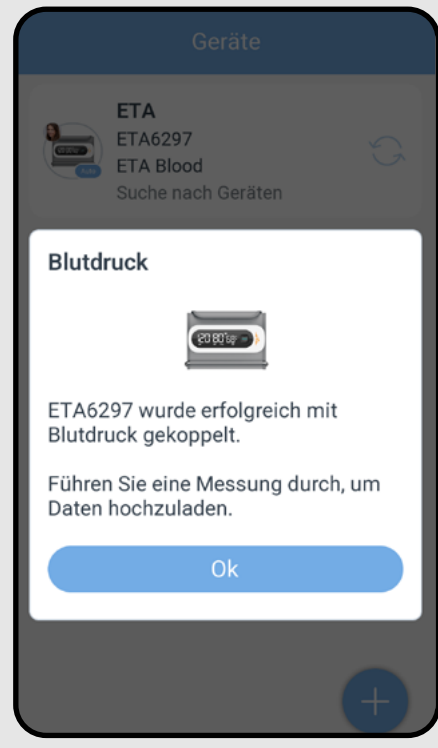 Geräte
ETA
ETA6297
ETA Blood
Auto
Suche nach Geräten
Blutdruck
ETA6297 wurde erfolgreich mit
Blutdruck gekoppelt.
Führen Sie eine Messung durch, um
Daten hochzuladen.
Ok